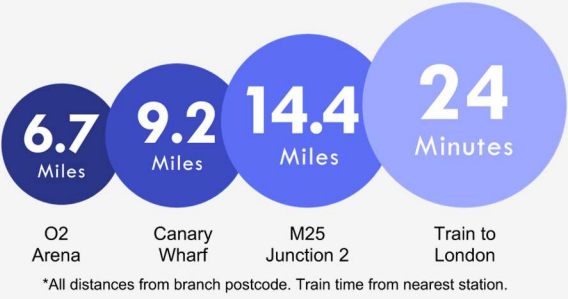 6.7
Miles
9.2
Miles
14.4
Miles
24
Minutes
O2
Arena
Canary
Wharf
M25
Junction 2
Train to
London
*All distances from branch postcode. Train time from nearest station.